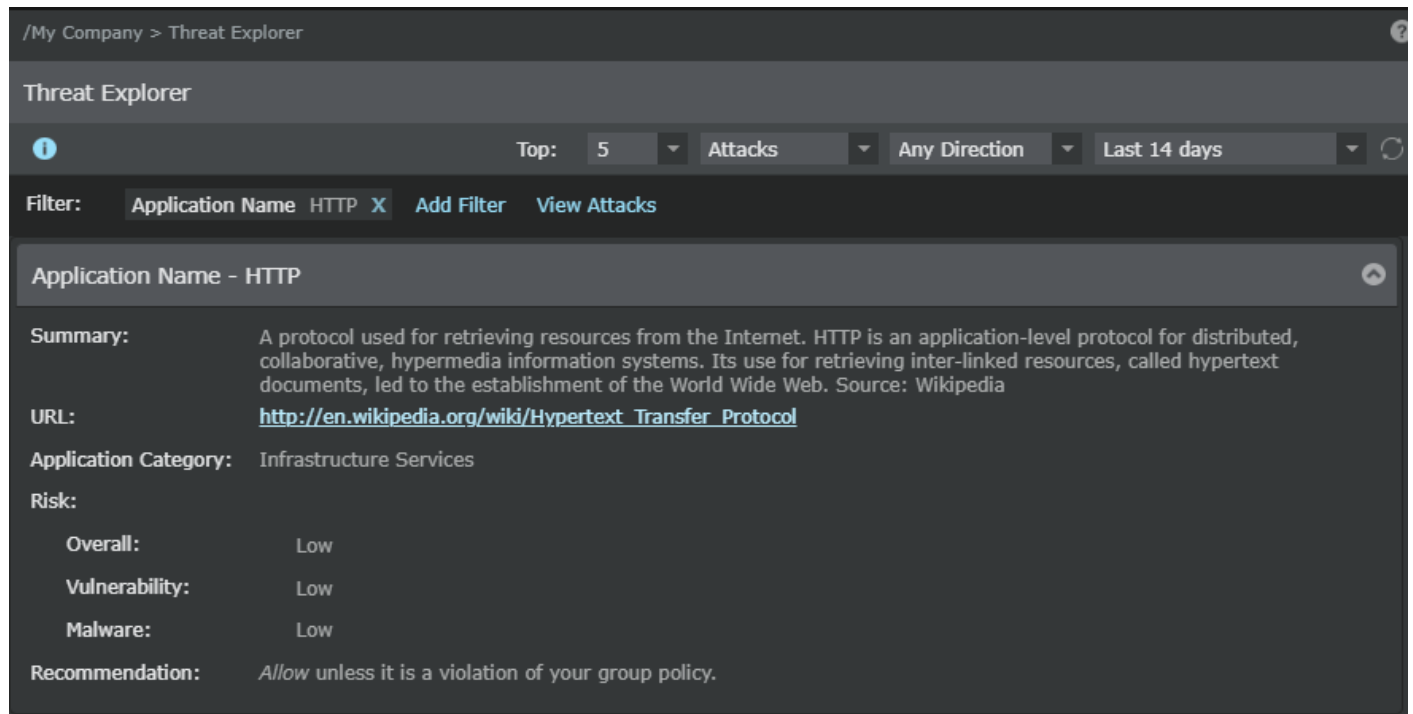 /My Company > Threat Explorer
?
Threat Explorer
i
Top: 5 Attacks Any Direction Last 14 days
Filter: Application Name HTTP X Add Filter View Attacks
Application Name - HTTP
Summary: A protocol used for retrieving resources from the Internet. HTTP is an application-level protocol for distributed,
collaborative, hypermedia information systems. Its use for retrieving inter-linked resources, called hypertext
documents, led to the establishment of the World Wide Web. Source: Wikipedia
URL: http://en.wikipedia.org/wiki/Hypertext_Transfer_Protocol
Application Category: Infrastructure Services
Risk:
Overall: Low
Vulnerability: Low
Malware: Low
Recommendation: Allow unless it is a violation of your group policy.